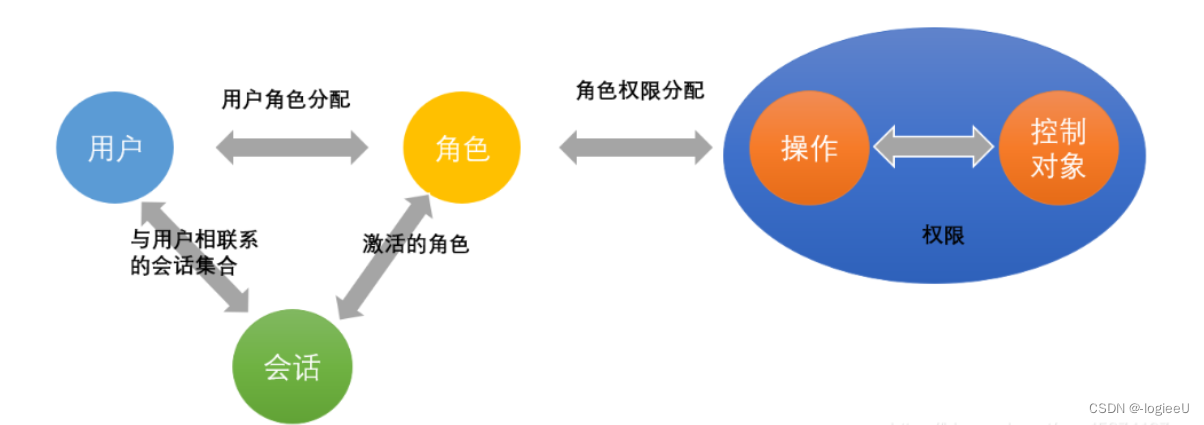 用户角色分配
角色权限分配
用户
角色
操作
控制
对象
与用户相联系
的会话集合
激活的角色
权限
会话
CSDN @-logieeU